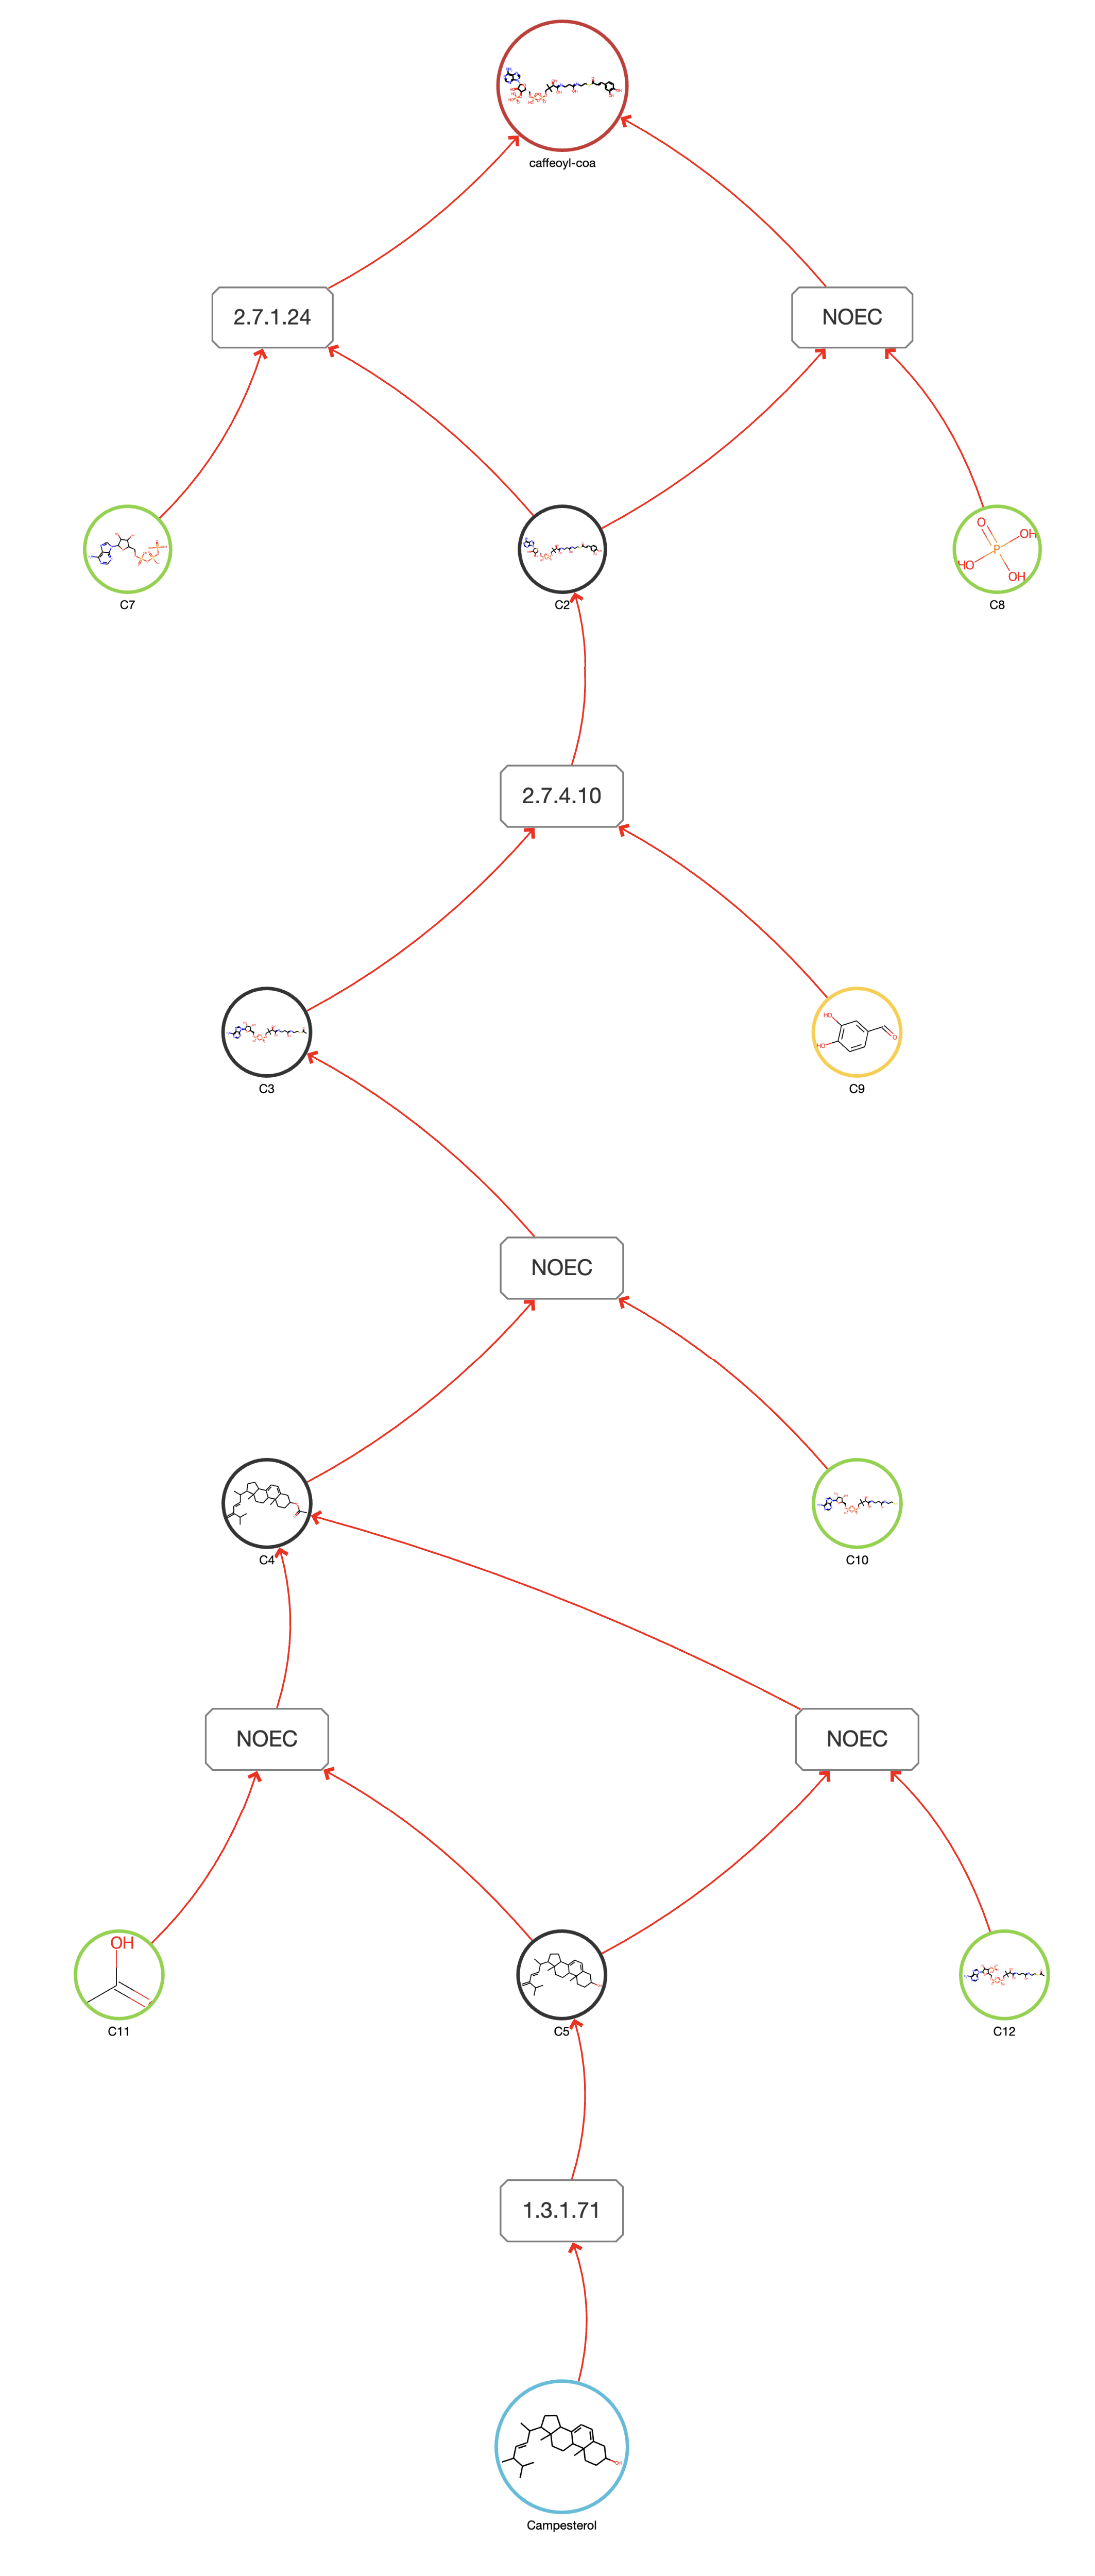 caffeoyl-coa
2.7.1.24
NOEC
C7
C2
O
P
OH
HO
OH
C8
2.7.4.10
C3
HO
HO
O
C9
NOEC
C4
C10
NOEC
NOEC
OH
C11
C5
C12
1.3.1.71
OH
Campesterol